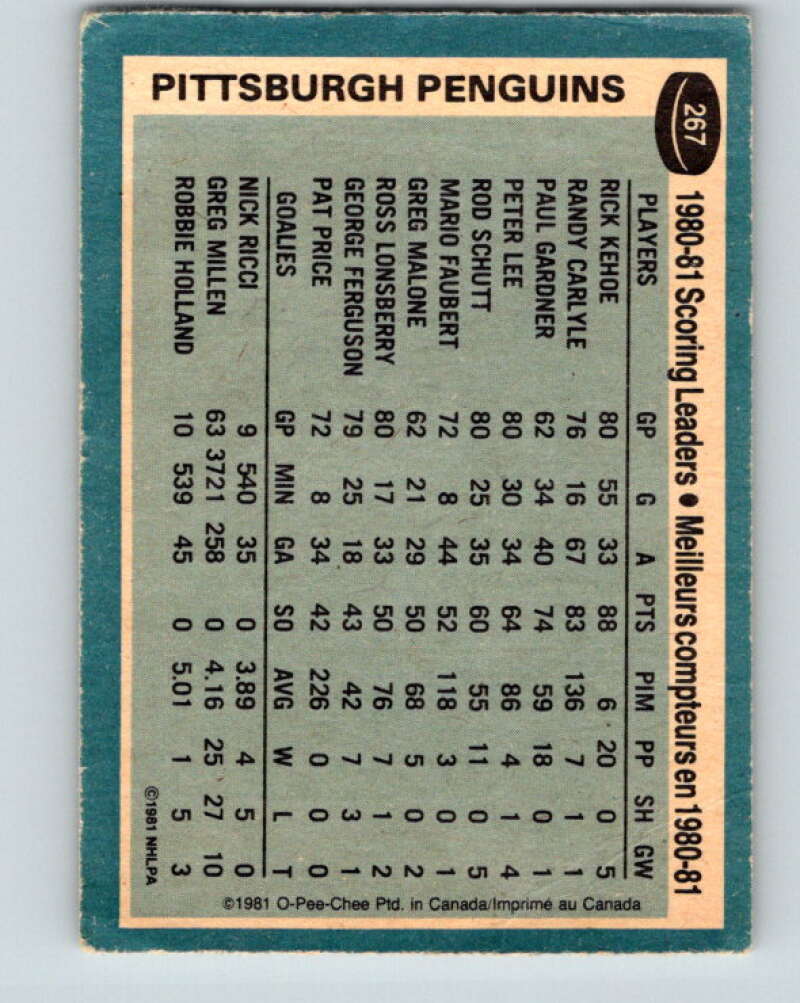 PITTSBURGH PENGUINS
267
1980-81 Scoring Leaders • Meilleurs compteurs en 1980-81
PLAYERS GP G A PTS PIM PP SH GW
RICK KEHOE 80 55 33 88 6 20 0 5
RANDY CARLYLE 76 16 67 83 136 7 1 1
PAUL GARDNER 62 34 40 74 59 18 0 1
PETER LEE 80 30 34 64 86 4 1 4
ROD SCHUTT 80 25 35 60 55 11 0 5
MARIO FAUBERT 72 8 44 52 118 3 0 1
GREG MALONE 62 21 29 50 68 5 0 2
ROSS LONSBERRY 80 17 33 50 76 7 1 2
GEORGE FERGUSON 79 25 18 43 42 7 3 1
PAT PRICE 72 8 34 42 226 0 0 0
GOALIES GP MIN GA SO AVG W L T
NICK RICCI 9 540 35 0 3.89 4 5 0
GREG MILLEN 63 3721 258 0 4.16 25 27 10
ROBBIE HOLLAND 10 539 45 0 5.01 1 5 3
©1981 NHLPA
©1981 O-Pee-Chee Ptd. in Canada/Imprimé au Canada